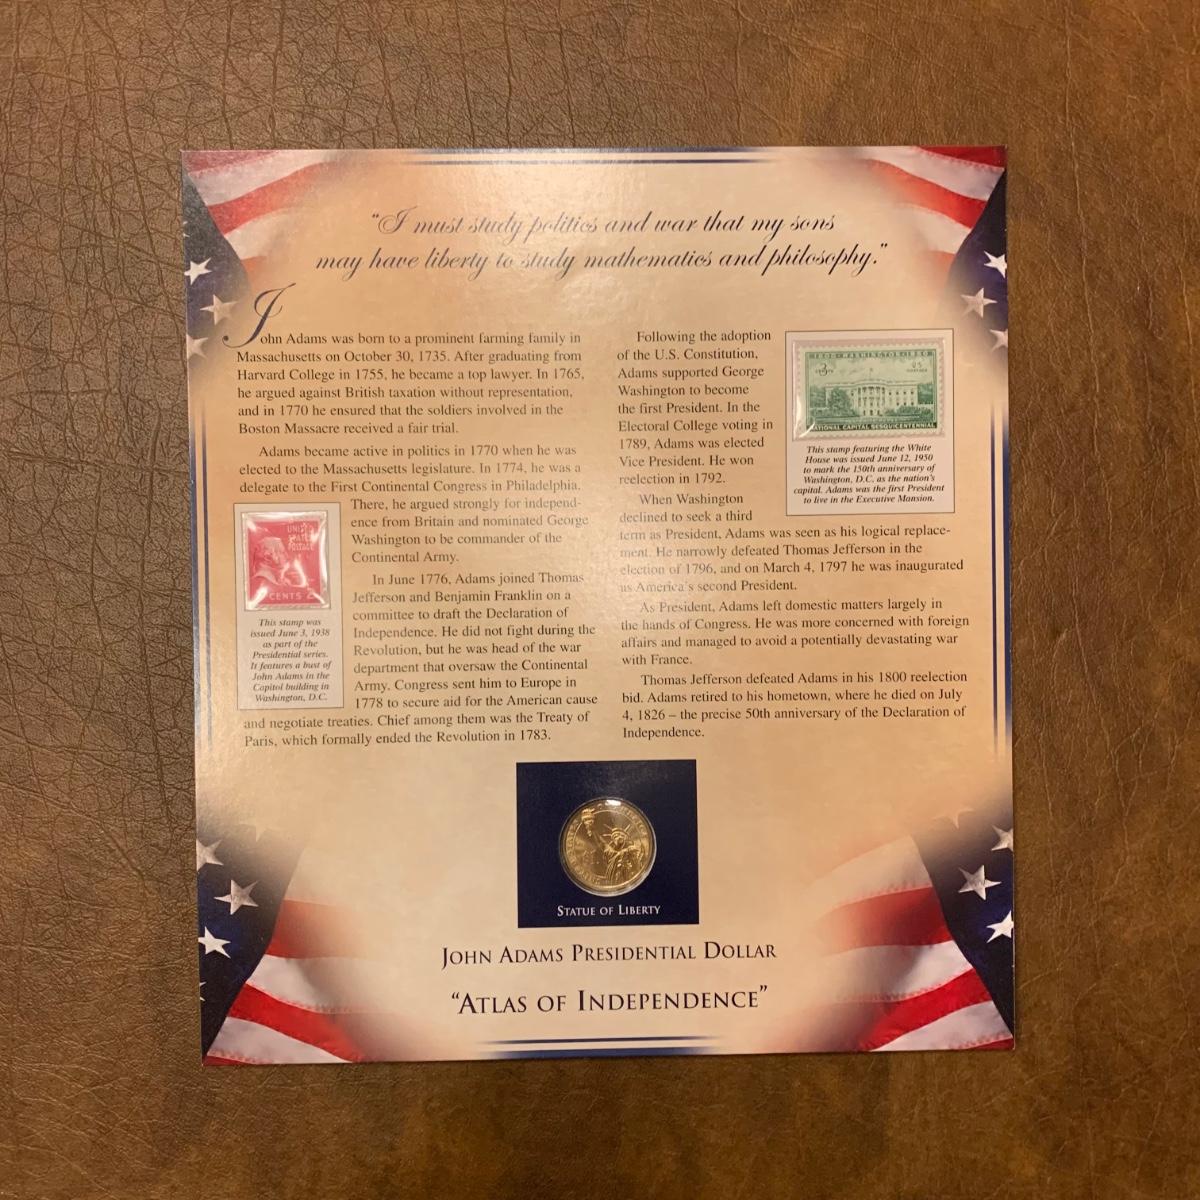 "I must study politics and war that my sons
may have liberty to study mathematics and philosophy."
John Adams was born to a prominent farming family in
Massachusetts on October 30, 1735. After graduating from
Harvard College in 1755, he became a top lawyer. In 1765,
he argued against British taxation without representation,
and in 1770 he ensured that the soldiers involved in the
Boston Massacre received a fair trial.
Adams became active in politics in 1770 when he was
elected to the Massachusetts legislature. In 1774, he was a
delegate to the First Continental Congress in Philadelphia.
There, he argued strongly for independ-
ence from Britain and nominated George
Washington to be commander of the
Continental Army.
In June 1776, Adams joined Thomas
Jefferson and Benjamin Franklin on a
committee to draft the Declaration of
Independence. He did not fight during the
Revolution, but he was head of the war
department that oversaw the Continental
Army. Congress sent him to Europe in
1778 to secure aid for the American cause
and negotiate treaties. Chief among them was the Treaty of
Paris, which formally ended the Revolution in 1783.
UNITED
STATES
POSTAGE
CENTS 2
This stamp was
issued June 3, 1938
as part of the
Presidential series.
It features a bust of
John Adams in the
Capitol building in
Washington, D.C.
Following the adoption
of the U.S. Constitution,
Adams supported George
Washington to become
the first President. In the
Electoral College voting in
1789, Adams was elected
Vice President. He won
reelection in 1792.
When Washington
declined to seek a third
term as President, Adams was seen as his logical replace-
ment. He narrowly defeated Thomas Jefferson in the
election of 1796, and on March 4, 1797 he was inaugurated
as America's second President.
As President, Adams left domestic matters largely in
the hands of Congress. He was more concerned with foreign
affairs and managed to avoid a potentially devastating war
with France.
Thomas Jefferson defeated Adams in his 1800 reelection
bid. Adams retired to his hometown, where he died on July
4, 1826 – the precise 50th anniversary of the Declaration of
Independence.
1800·WASHINGTON·1950
3 CENTS
US POSTAGE
NATIONAL CAPITAL SESQUICENTENNIAL
This stamp featuring the White
House was issued June 12, 1950
to mark the 150th anniversary of
Washington, D.C. as the nation's
capital. Adams was the first President
to live in the Executive Mansion.
STATUE OF LIBERTY
JOHN ADAMS PRESIDENTIAL DOLLAR
"ATLAS OF INDEPENDENCE"